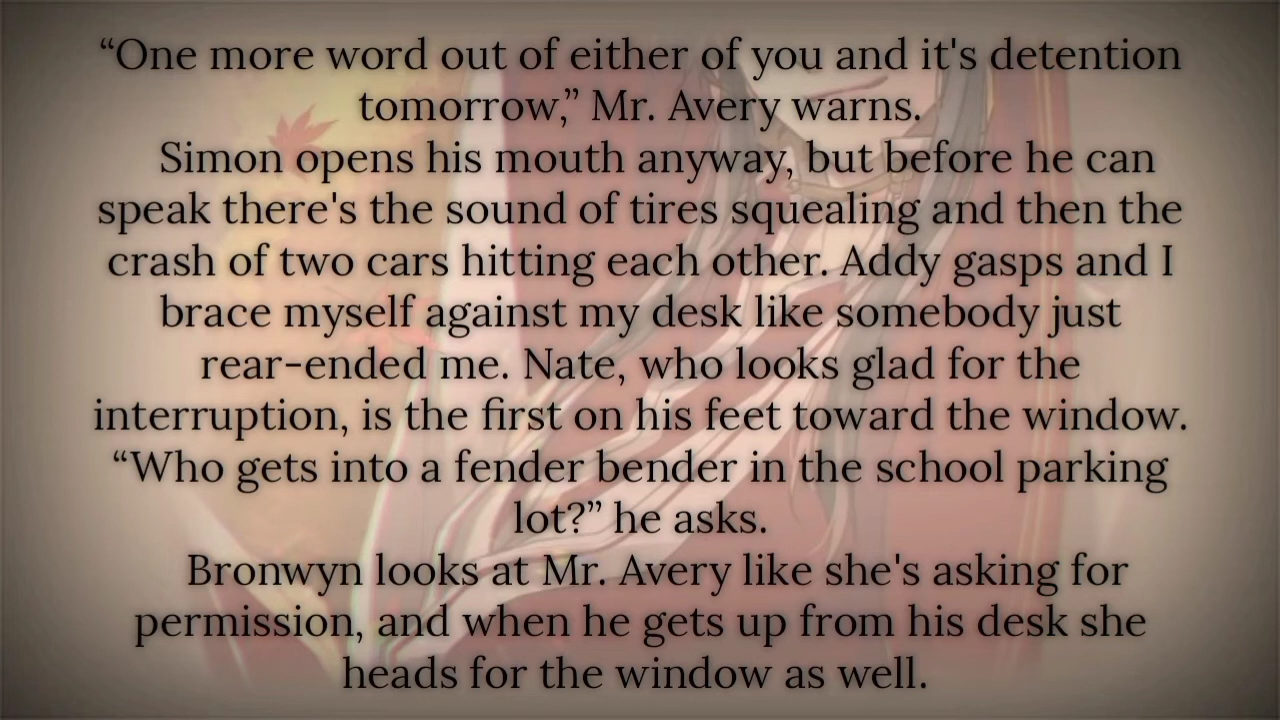 “One more word out of either of you and it's detention
tomorrow,” Mr. Avery warns.
Simon opens his mouth anyway, but before he can
speak there's the sound of tires squealing and then the
crash of two cars hitting each other. Addy gasps and I
brace myself against my desk like somebody just
rear-ended me. Nate, who looks glad for the
interruption, is the first on his feet toward the window.
“Who gets into a fender bender in the school parking
lot?” he asks.
Bronwyn looks at Mr. Avery like she's asking for
permission, and when he gets up from his desk she
heads for the window as well.